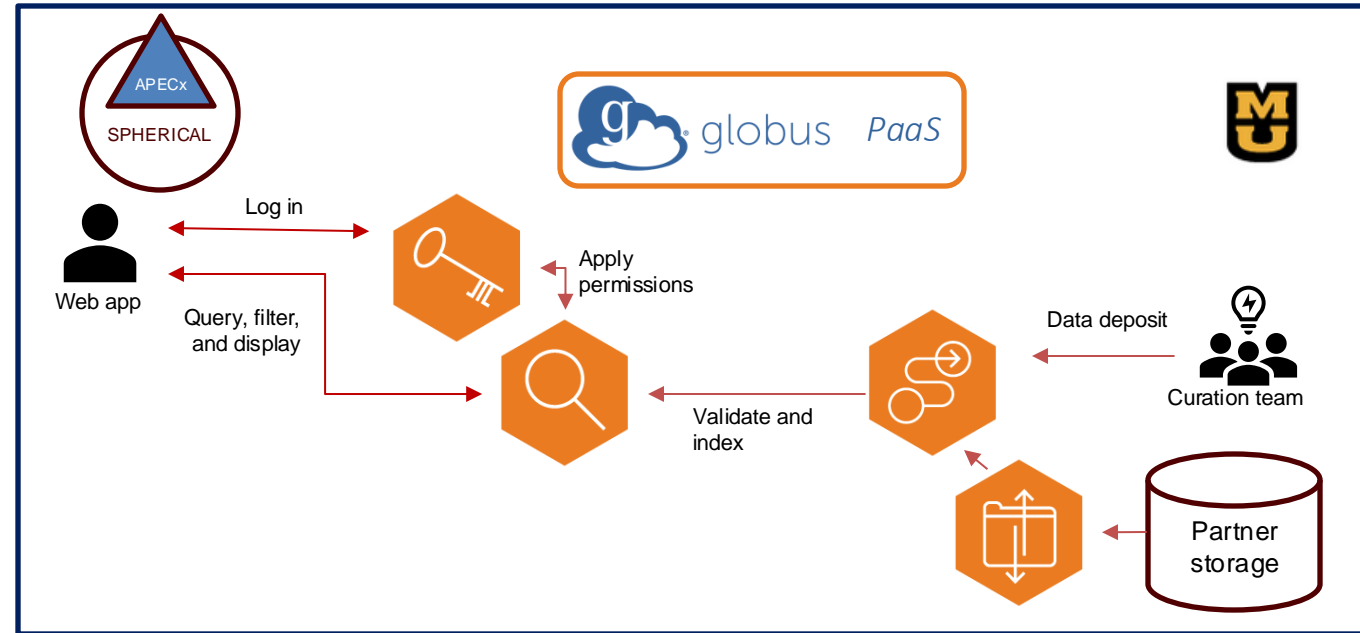 APECx
SPHERICAL
g globus PaaS
MU
Log in
Web app
Query, filter,
and display
Apply
permissions
Validate and
index
Data deposit
Curation team
Partner
storage